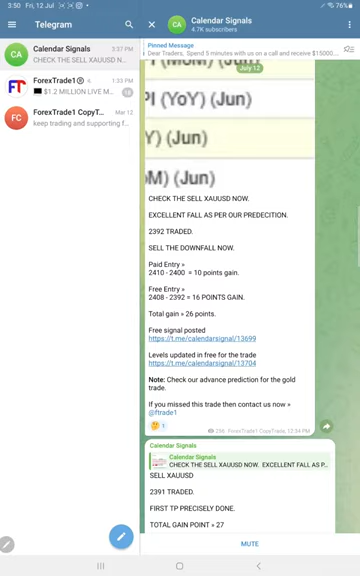 3:50 Fri, 12 Jul
76%
Telegram
Calendar Signals
4.7K subscribers
CA
Calendar Signals
3:37 PM
CHECK THE SELL XAUUSD N...
FT
ForexTrade1®
1:33 PM
$1.2 MILLION LIVE M...
FC
ForexTrade1 CopyT...
Mar 12
keep trading and supporting f...
CA
Pinned Message
Dear Traders, Spend 5 minutes with us on a call and receive $15000...
July 12
PI (YoY) (Jun)
Y) (Jun)
oM) (Jun)
CHECK THE SELL XAUUSD NOW.
EXCELLENT FALL AS PER OUR PREDECITION.
2392 TRADED.
SELL THE DOWNFALL NOW.
Paid Entry »
2410 - 2400 = 10 points gain.
Free Entry »
2408 - 2392 = 16 POINTS GAIN.
Total gain » 26 points.
Free signal posted
https://t.me/calendarsignal/13699
Levels updated in free for the trade
https://t.me/calendarsignal/13704
Note: Check our advance prediction for the gold
trade.
If you missed this trade then contact us now »
@ftrade1
1
296 ForexTrade1 CopyTrade, 12:34 PM
Calendar Signals
Calendar Signals
CHECK THE SELL XAUUSD NOW. EXCELLENT FALL AS P...
SELL XAUUSD
2391 TRADED.
FIRST TP PRECISELY DONE.
TOTAL GAIN POINT » 27
MUTE